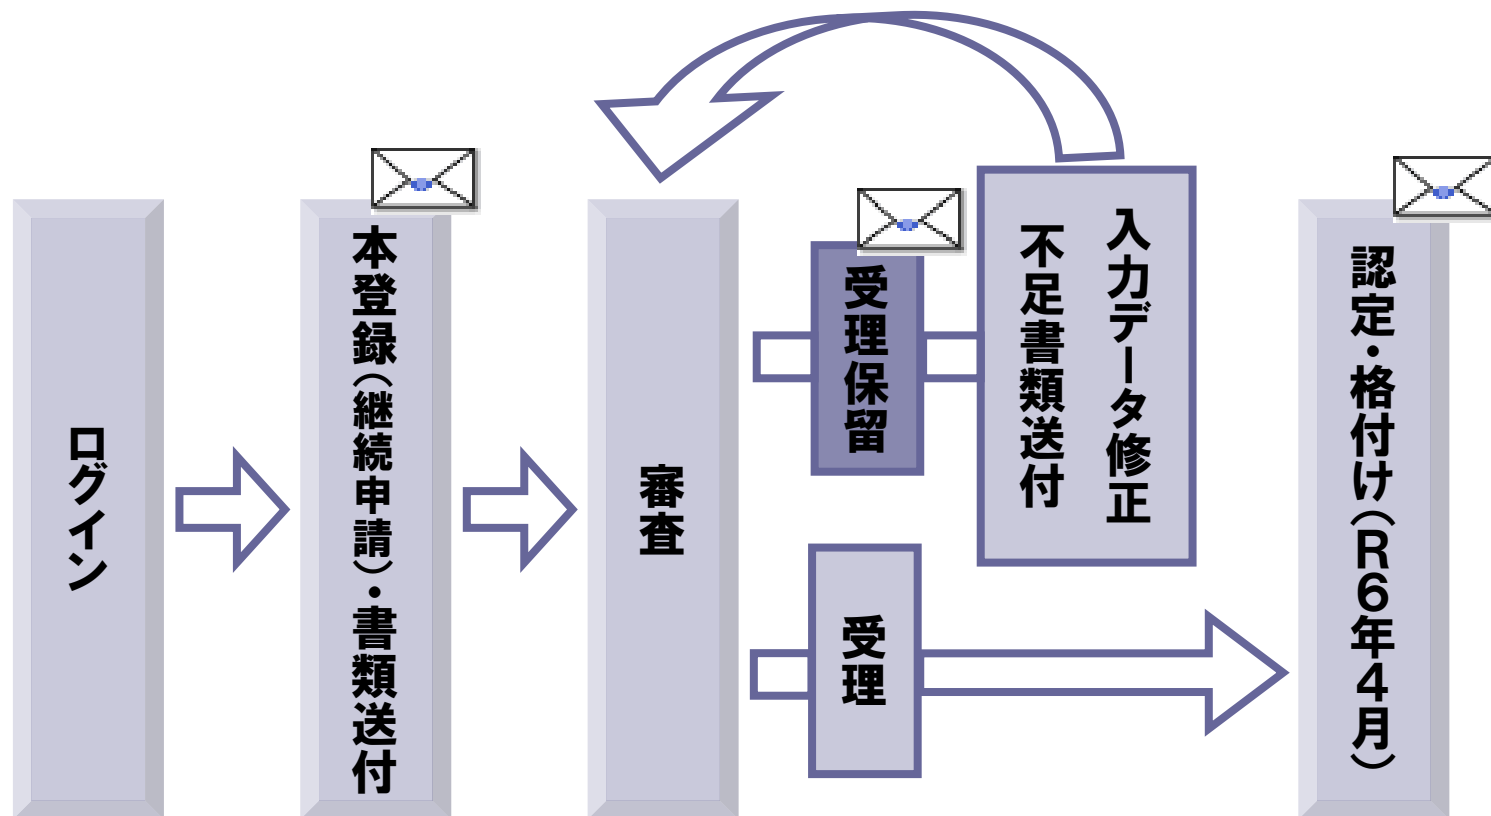 ログイン
本登録（継続申請）・書類送付
審査
受理保留
入力データ修正
不足書類送付
受理
認定・格付け（R６年４月）